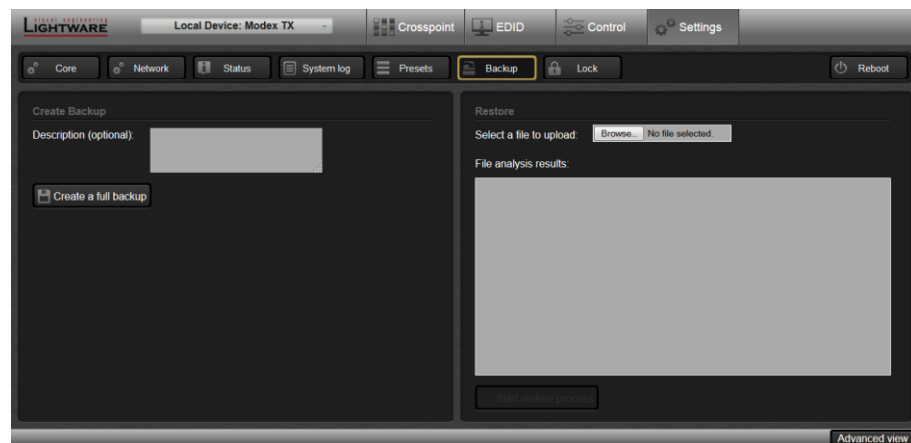 visual engineering
LIGHTWARE
Local Device: Modex TX
Crosspoint
EDID
Control
Settings
Core
Network
Status
System log
Presets
Backup
Lock
Reboot
Create Backup
Description (optional):
Create a full backup
Restore
Select a file to upload:
Browse..
No file selected.
File analysis results:
Start restore process
Advanced view